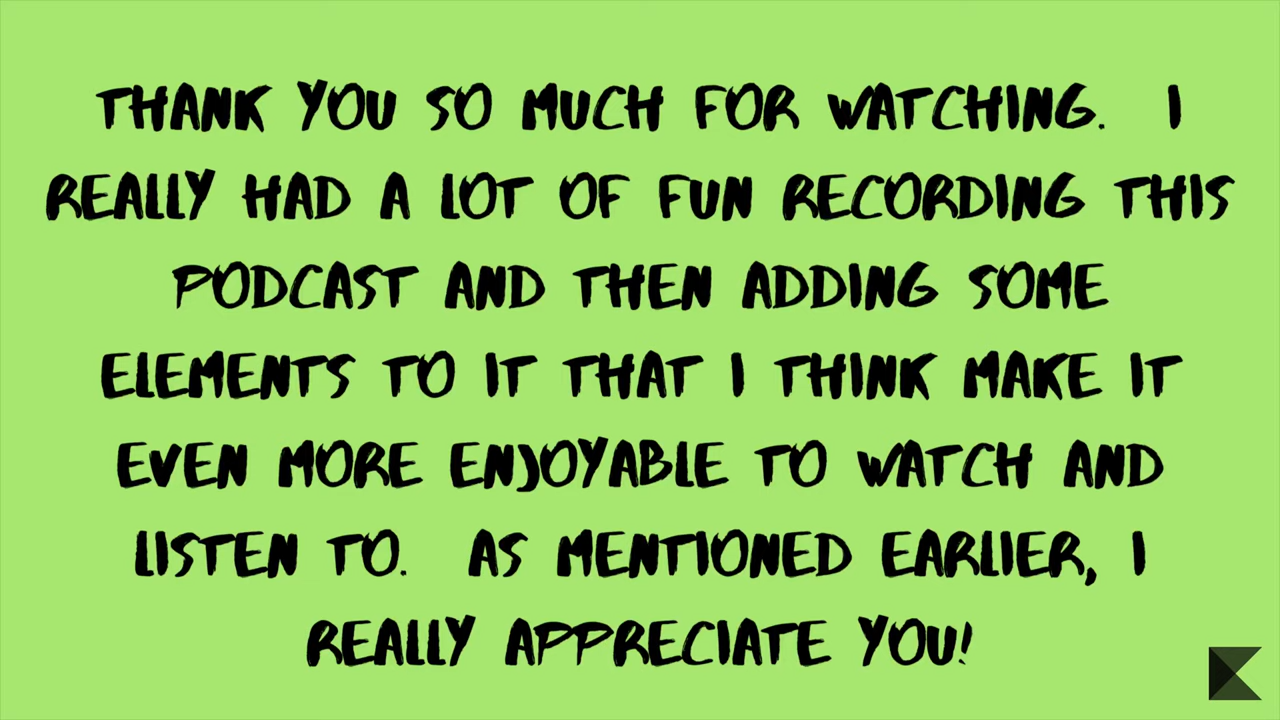 THANK YOU SO MUCH FOR WATCHING. I
REALLY HAD A LOT OF FUN RECORDING THIS
PODCAST AND THEN ADDING SOME
ELEMENTS TO IT THAT I THINK MAKE IT
EVEN MORE ENJOYABLE TO WATCH AND
LISTEN TO. AS MENTIONED EARLIER, I
REALLY APPRECIATE YOU!